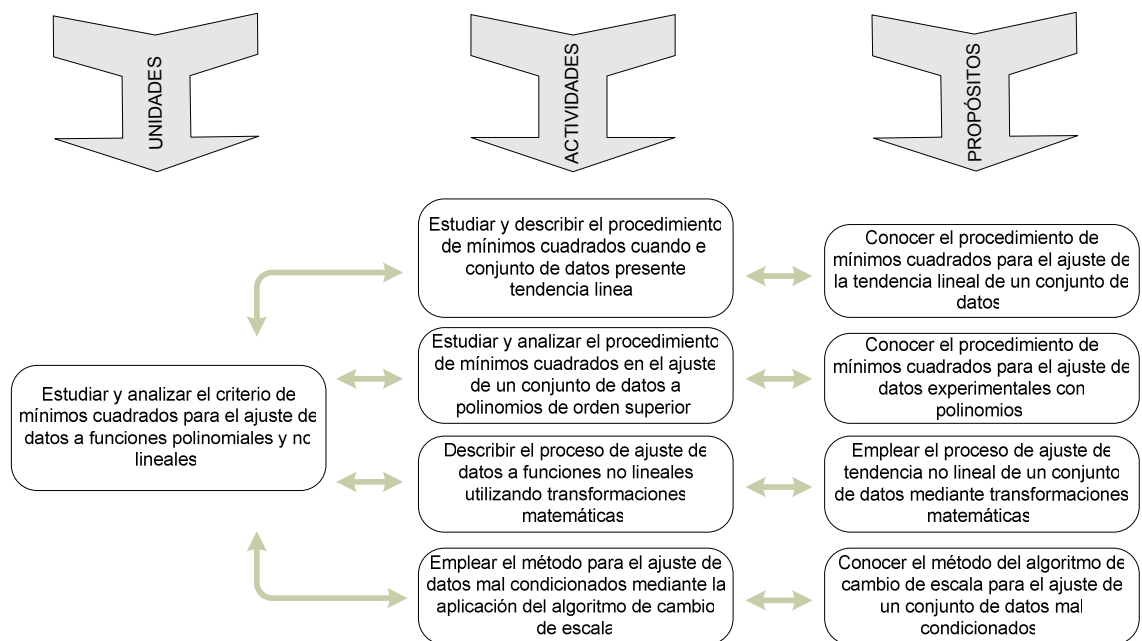 UNIDADES
ACTIVIDADES
PROPÓSITOS
Estudiar y analizar el criterio de
mínimos cuadrados para el ajuste de
datos a funciones polinomiales y no
lineales
Estudiar y describir el procedimiento
de mínimos cuadrados cuando e
conjunto de datos presente
tendencia linea
Conocer el procedimiento de
mínimos cuadrados para el ajuste de
la tendencia lineal de un conjunto de
datos
Estudiar y analizar el procedimiento
de mínimos cuadrados en el ajuste
de un conjunto de datos a
polinomios de orden superior
Conocer el procedimiento de
mínimos cuadrados para el ajuste de
datos experimentales con
polinomios
Describir el proceso de ajuste de
datos a funciones no lineales
utilizando transformaciones
matemáticas
Emplear el proceso de ajuste de
tendencia no lineal de un conjunto
de datos mediante transformaciones
matemáticas
Emplear el método para el ajuste de
datos mal condicionados mediante la
aplicación del algoritmo de cambio
de escala
Conocer el método del algoritmo de
cambio de escala para el ajuste de
un conjunto de datos mal
condicionados